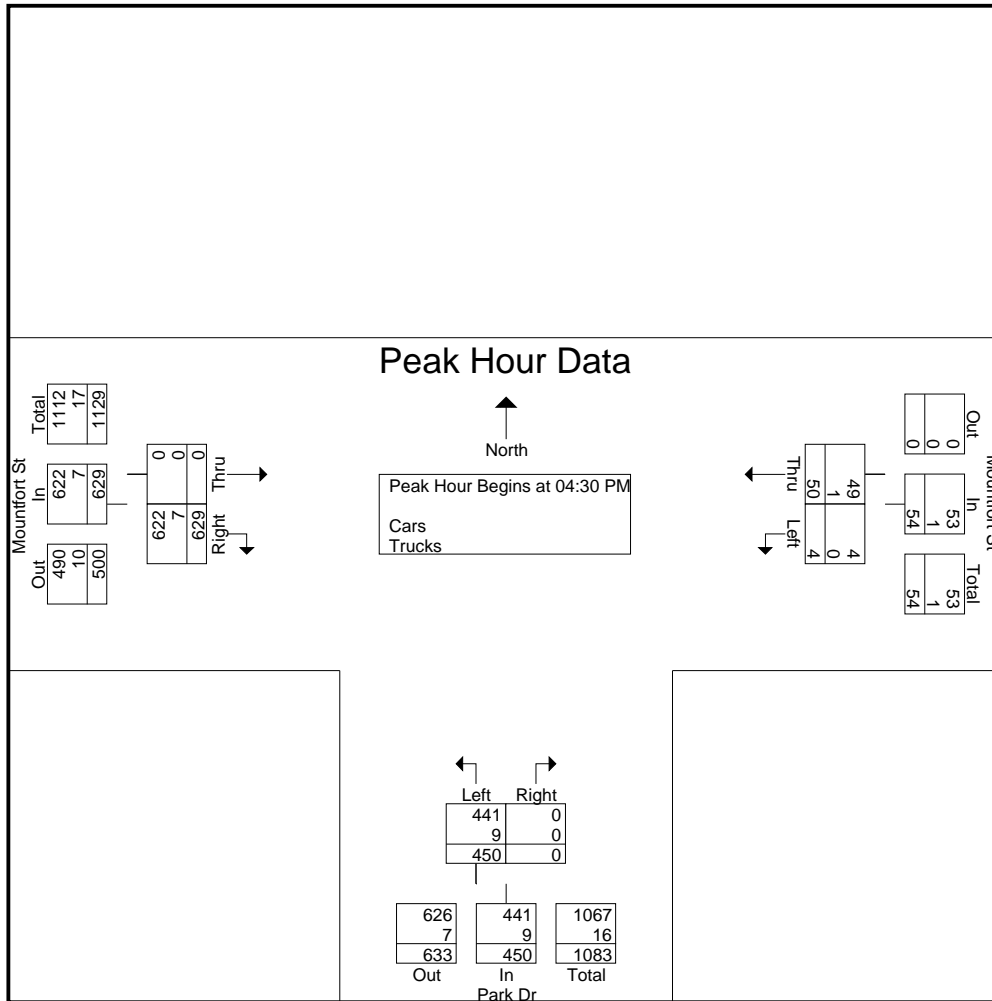 Peak Hour Data
North
Peak Hour Begins at 04:30 PM
Cars
Trucks
Mountfort St
Total
1112
17
1129
In
622
7
629
Out
490
10
500
Thru
0
0
0
Right
622
7
629
Thru
49
1
50
Left
4
0
4
Mountfort St
Out
0
0
0
In
53
1
54
Total
53
1
54
Left Right
441 0
9 0
450 0
626 441 1067
7 9 16
633 450 1083
Out In Total
Park Dr